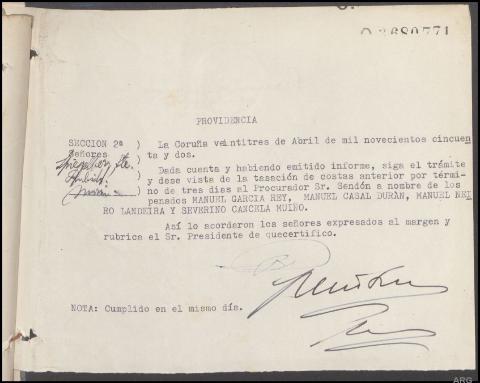 O 3680771
PROVIDENCIA
SECCION 2ª ) La Coruña veintitres de Abril de mil novecientos cincuen
Señores ta y dos.
) Dada cuenta y habiendo emitido informe, siga el trámite
) y dese vista de la tasación de costas anterior por térmi-
) no de tres dias al Procurador Sr. Sendón a nombre de los
penados MANUEL GARCIA REY, MANUEL CASAL DURÁN, MANUEL NEI
RO LANDEIRA Y SEVERINO CANCELA MUIÑO.
Así lo acordaron los señores expresados al margen y
rubrica el Sr. Presidente de quecertifico.
NOTA: Cumplido en el mismo día.
ARG